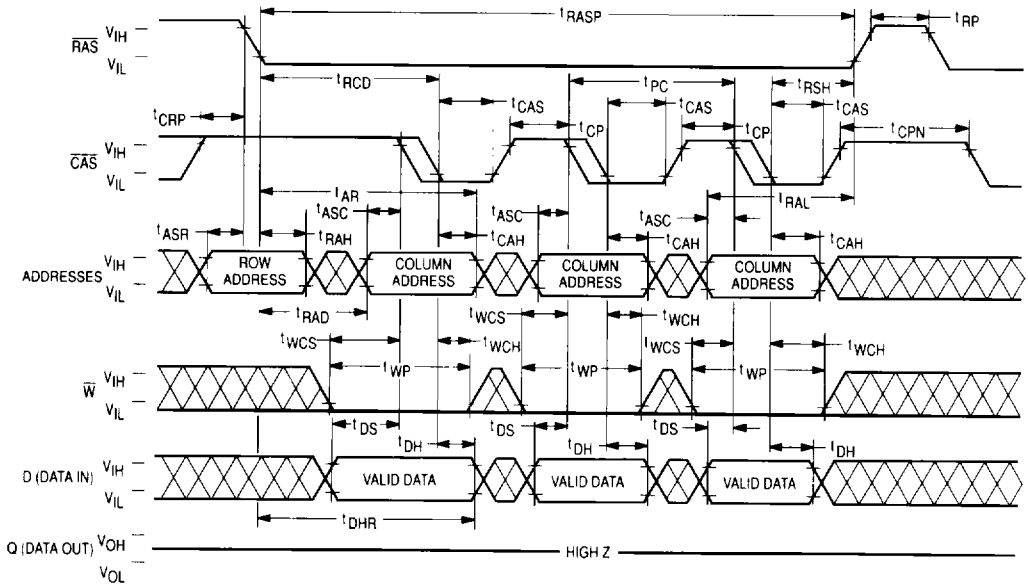 tRASP
tRP
RAS
VIH
VIL
tRCD
tPC
tRSH
tCRP
tCAS
tCAS
tCAS
tCP
tCP
tCPN
CAS
VIH
VIL
tAR
tRAL
tASC
tASC
tASC
tASR
tRAH
tCAH
tCAH
tCAH
ADDRESSES
VIH
VIL
ROW ADDRESS
COLUMN ADDRESS
COLUMN ADDRESS
COLUMN ADDRESS
tRAD
tWCS
tWCH
tWCS
tWCH
tWCS
tWCH
tWP
tWP
tWP
W
VIH
VIL
tDS
tDS
tDS
tDH
tDH
tDH
D (DATA IN)
VIH
VIL
VALID DATA
VALID DATA
VALID DATA
tDHR
Q (DATA OUT)
VOH
VOL
HIGH Z